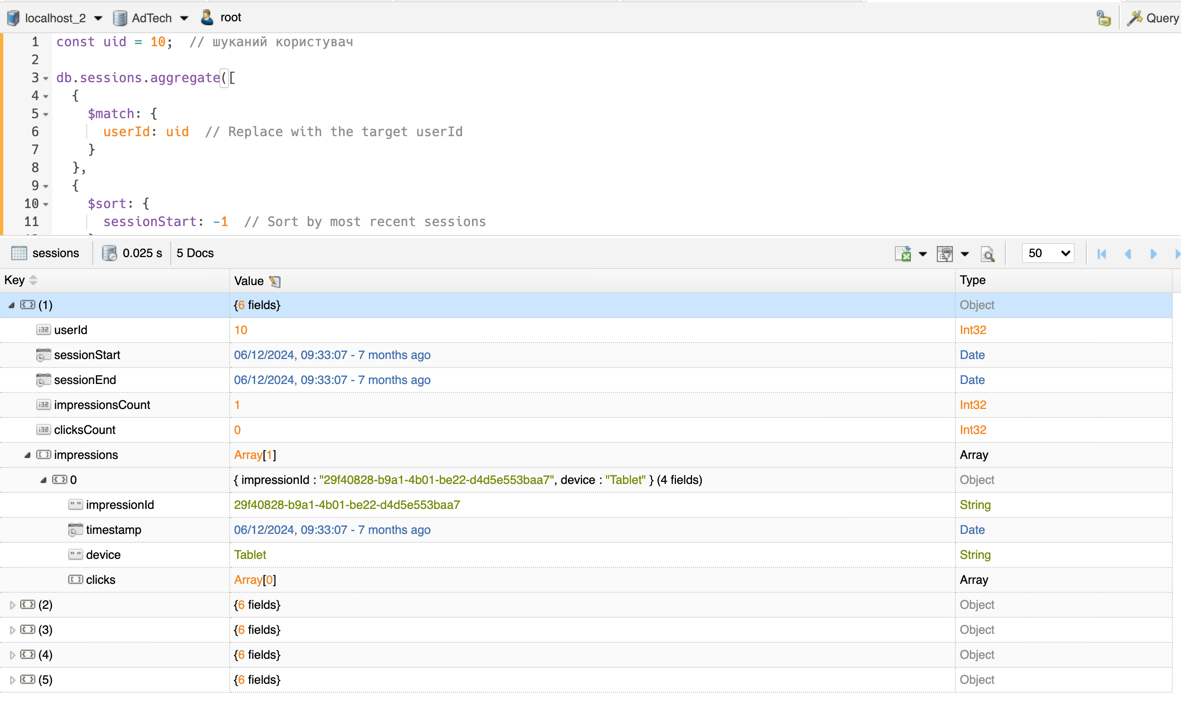 localhost_2 AdTech root Query
1 const uid = 10; // шуканий користувач
2
3 db.sessions.aggregate([
4 {
5 $match: {
6 userId: uid // Replace with the target userId
7 }
8 },
9 {
10 $sort: {
11 sessionStart: -1 // Sort by most recent sessions
sessions 0.025 s 5 Docs 50
Key Value Type
(1) {6 fields} Object
userId 10 Int32
sessionStart 06/12/2024, 09:33:07 - 7 months ago Date
sessionEnd 06/12/2024, 09:33:07 - 7 months ago Date
impressionsCount 1 Int32
clicksCount 0 Int32
impressions Array[1] Array
0 { impressionId : "29f40828-b9a1-4b01-be22-d4d5e553baa7", device : "Tablet" } (4 fields) Object
impressionId 29f40828-b9a1-4b01-be22-d4d5e553baa7 String
timestamp 06/12/2024, 09:33:07 - 7 months ago Date
device Tablet String
clicks Array[0] Array
(2) {6 fields} Object
(3) {6 fields} Object
(4) {6 fields} Object
(5) {6 fields} Object